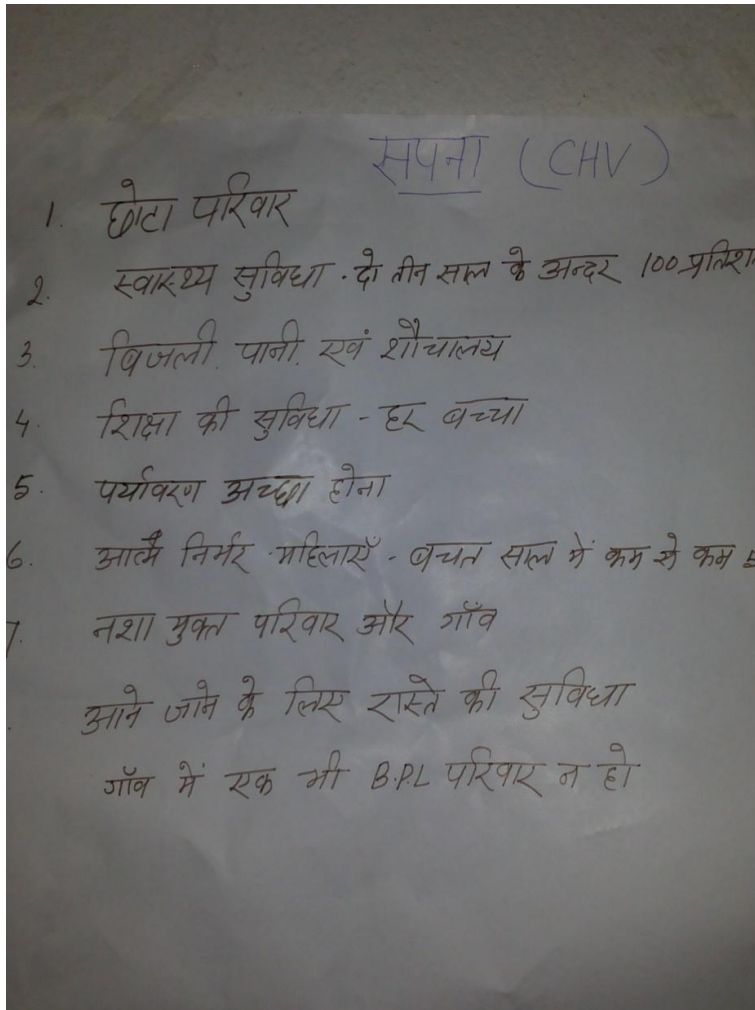 सपना (CHV)
1. छोटा परिवार
2. स्वास्थ्य सुविधा . दो तीन साल के अन्दर 100 प्रतिश
3. बिजली. पानी. एवं शौचालय
4. शिक्षा की सुविधा - हर बच्चा
5. पर्यावरण अच्छा होना
6. आत्म निर्भर महिलाएँ - बचत साल में कम से कम
7. नशा मुक्त परिवार और गाँव
आने जाने के लिए रास्ते की सुविधा
गाँव में एक भी B.P.L परिवार न हो